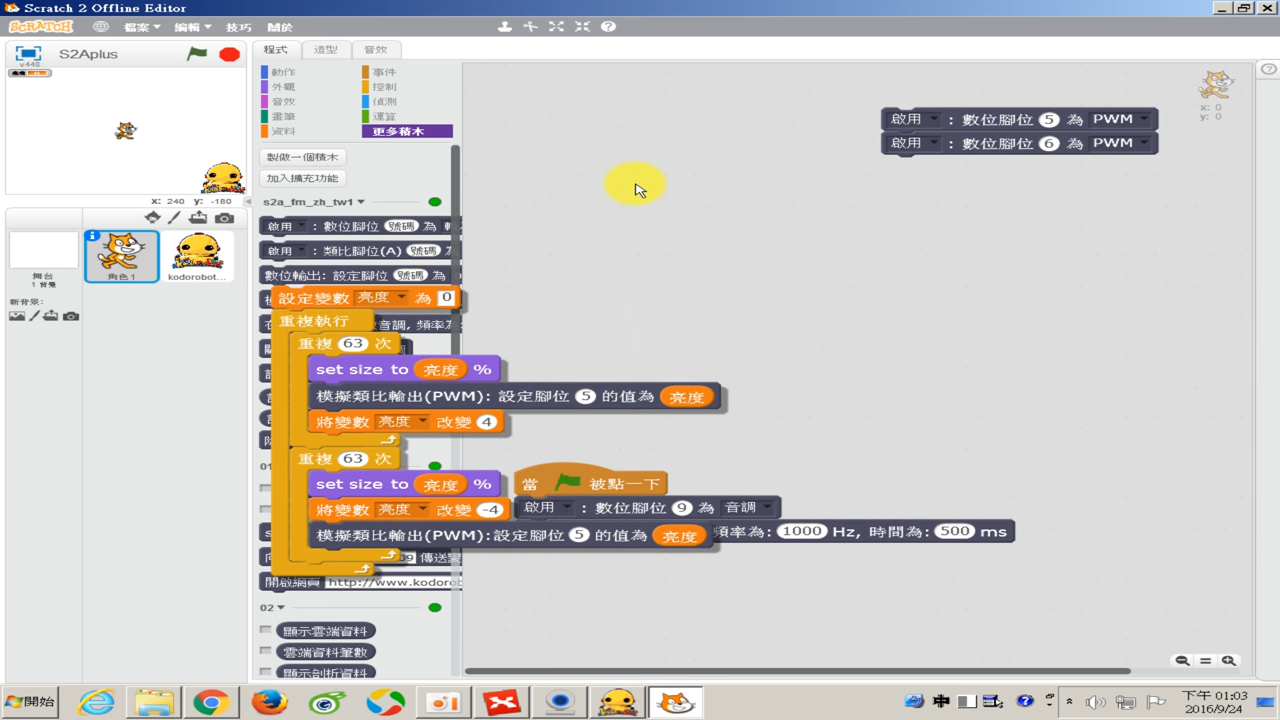 Scratch 2 Offline Editor
SCRATCH 檔案 編輯 技巧 關於
v448
S2Aplus
程式 造型 音效
動作 事件
外觀 控制
音效 偵測
畫筆 運算
資料 更多積木
製做一個積木
加入擴充功能
s2a_fm_zh_tw1
啟用 : 數位腳位 號碼 為
啟用 : 類比腳位(A) 號碼
數位輸出: 設定腳位 號碼 為
設定變數 亮度 為 0
重複執行
音調, 頻率為
重複 63 次
set size to 亮度 %
模擬類比輸出(PWM): 設定腳位 5 的值為 亮度
將變數 亮度 改變 4
重複 63 次
set size to 亮度 %
將變數 亮度 改變 -4
模擬類比輸出(PWM):設定腳位 5 的值為 亮度
當 被點一下
啟用 : 數位腳位 9 為 音調
頻率為: 1000 Hz, 時間為: 500 ms
開啟網頁 http://www.kodorob
02
顯示雲端資料
雲端資料筆數
顯示剖析資料
啟用 : 數位腳位 5 為 PWM
啟用 : 數位腳位 6 為 PWM
x: 0
y: 0
x: 240 y: -180
舞台
1 背景
新背景:
角色1
kodorobot...
開始
下午 01:03
2016/9/24